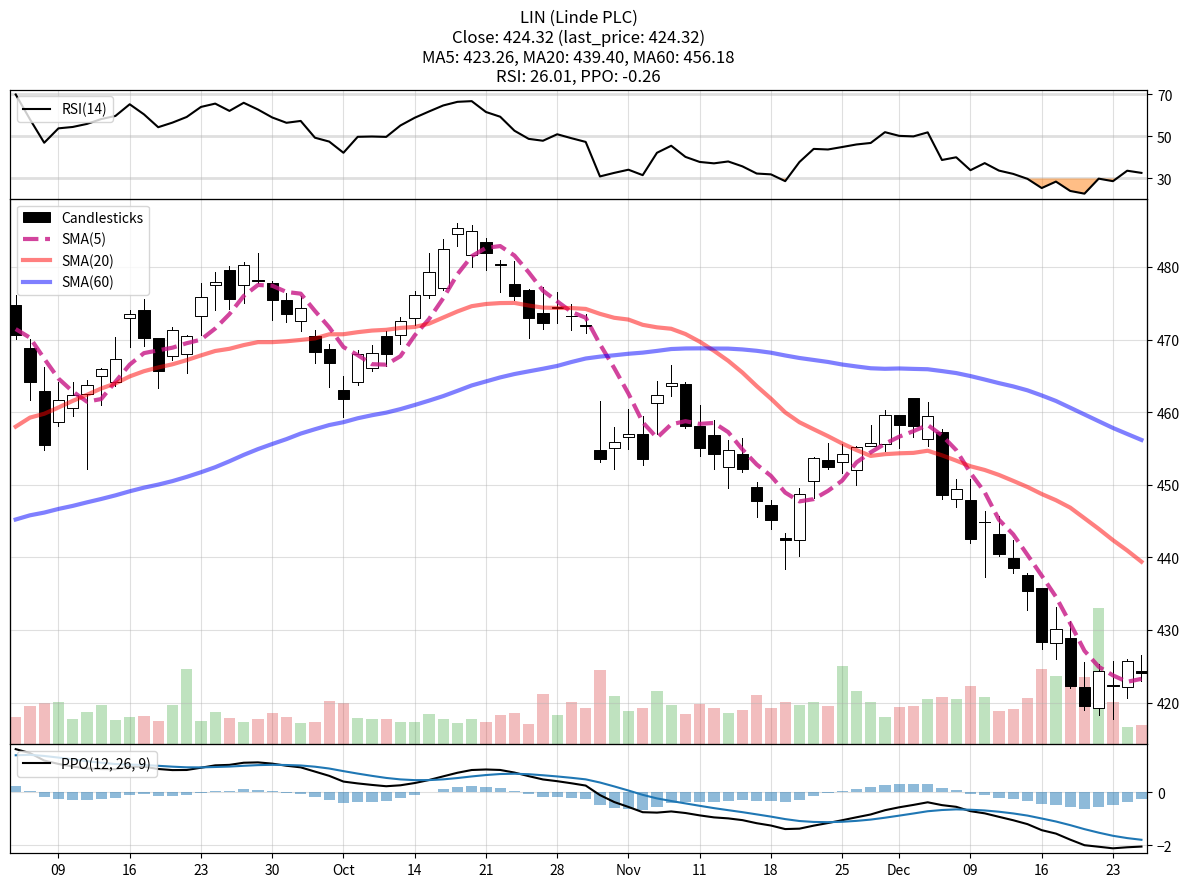 LIN (Linde PLC)
Close: 424.32 (last_price: 424.32)
MA5: 423.26, MA20: 439.40, MA60: 456.18
RSI: 26.01, PPO: -0.26
RSI(14)
70
50
30
Candlesticks
SMA(5)
SMA(20)
SMA(60)
480
470
460
450
440
430
420
PPO(12, 26, 9)
0
−2
09 16 23 30 Oct 14 21 28 Nov 11 18 25 Dec 09 16 23